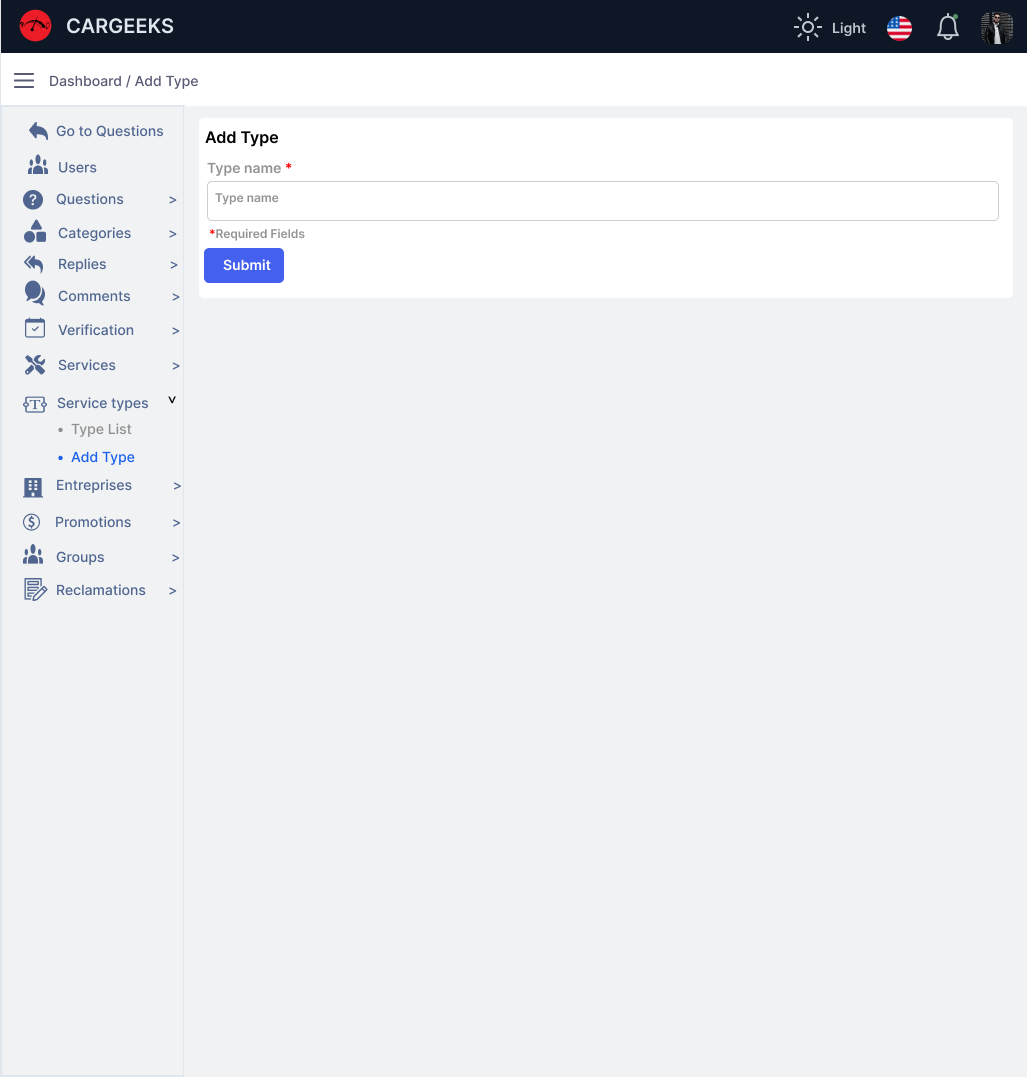 CARGEEKS
Light
Dashboard / Add Type
Go to Questions
Users
Questions >
Categories >
Replies >
Comments >
Verification >
Services >
Service types v
• Type List
• Add Type
Entreprises >
Promotions >
Groups >
Reclamations >
Add Type
Type name *
Type name
*Required Fields
Submit